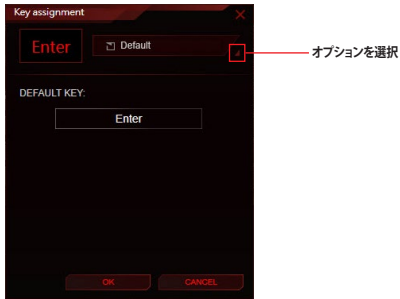 Key assignment
Enter
Default
オプションを選択
DEFAULT KEY:
Enter
OK
CANCEL